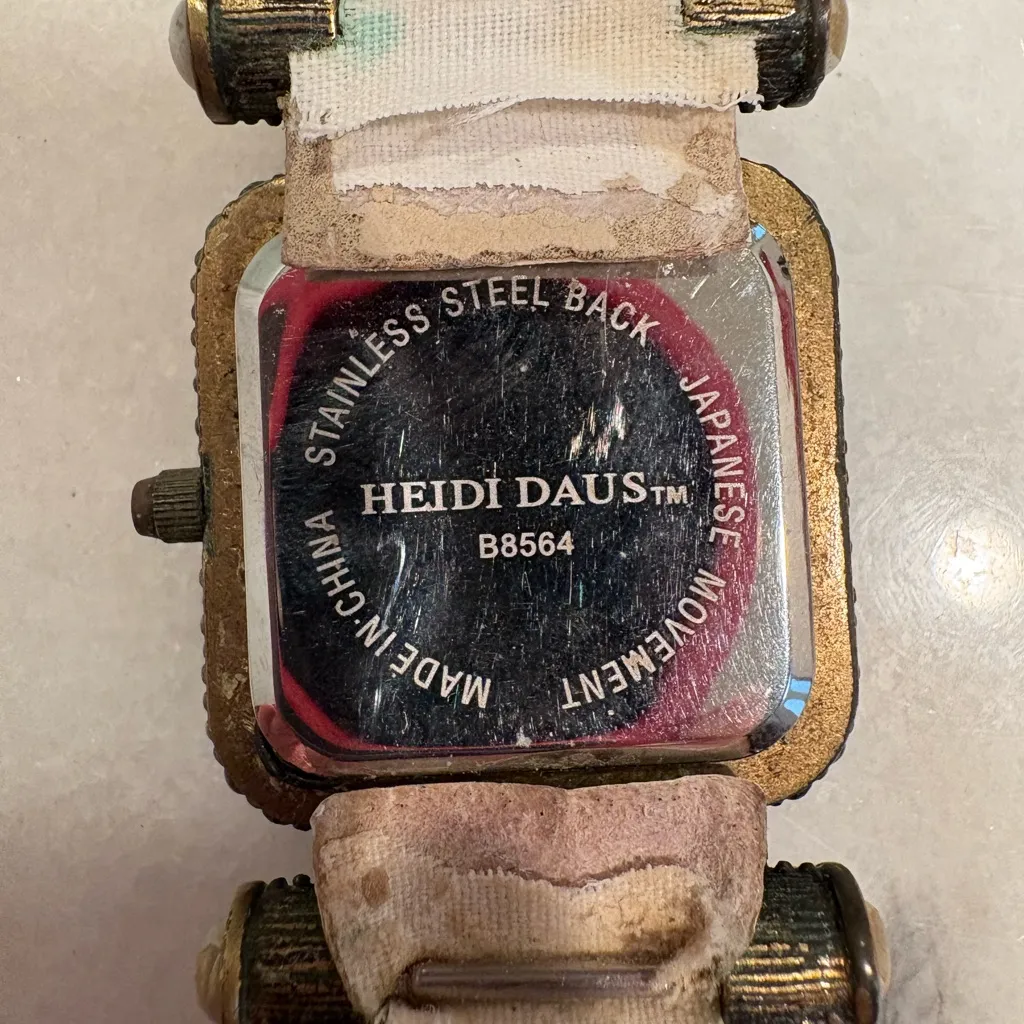 STAINLESS STEEL BACK
JAPANESE MOVEMENT
MADE IN CHINA
HEIDI DAUS™
B8564